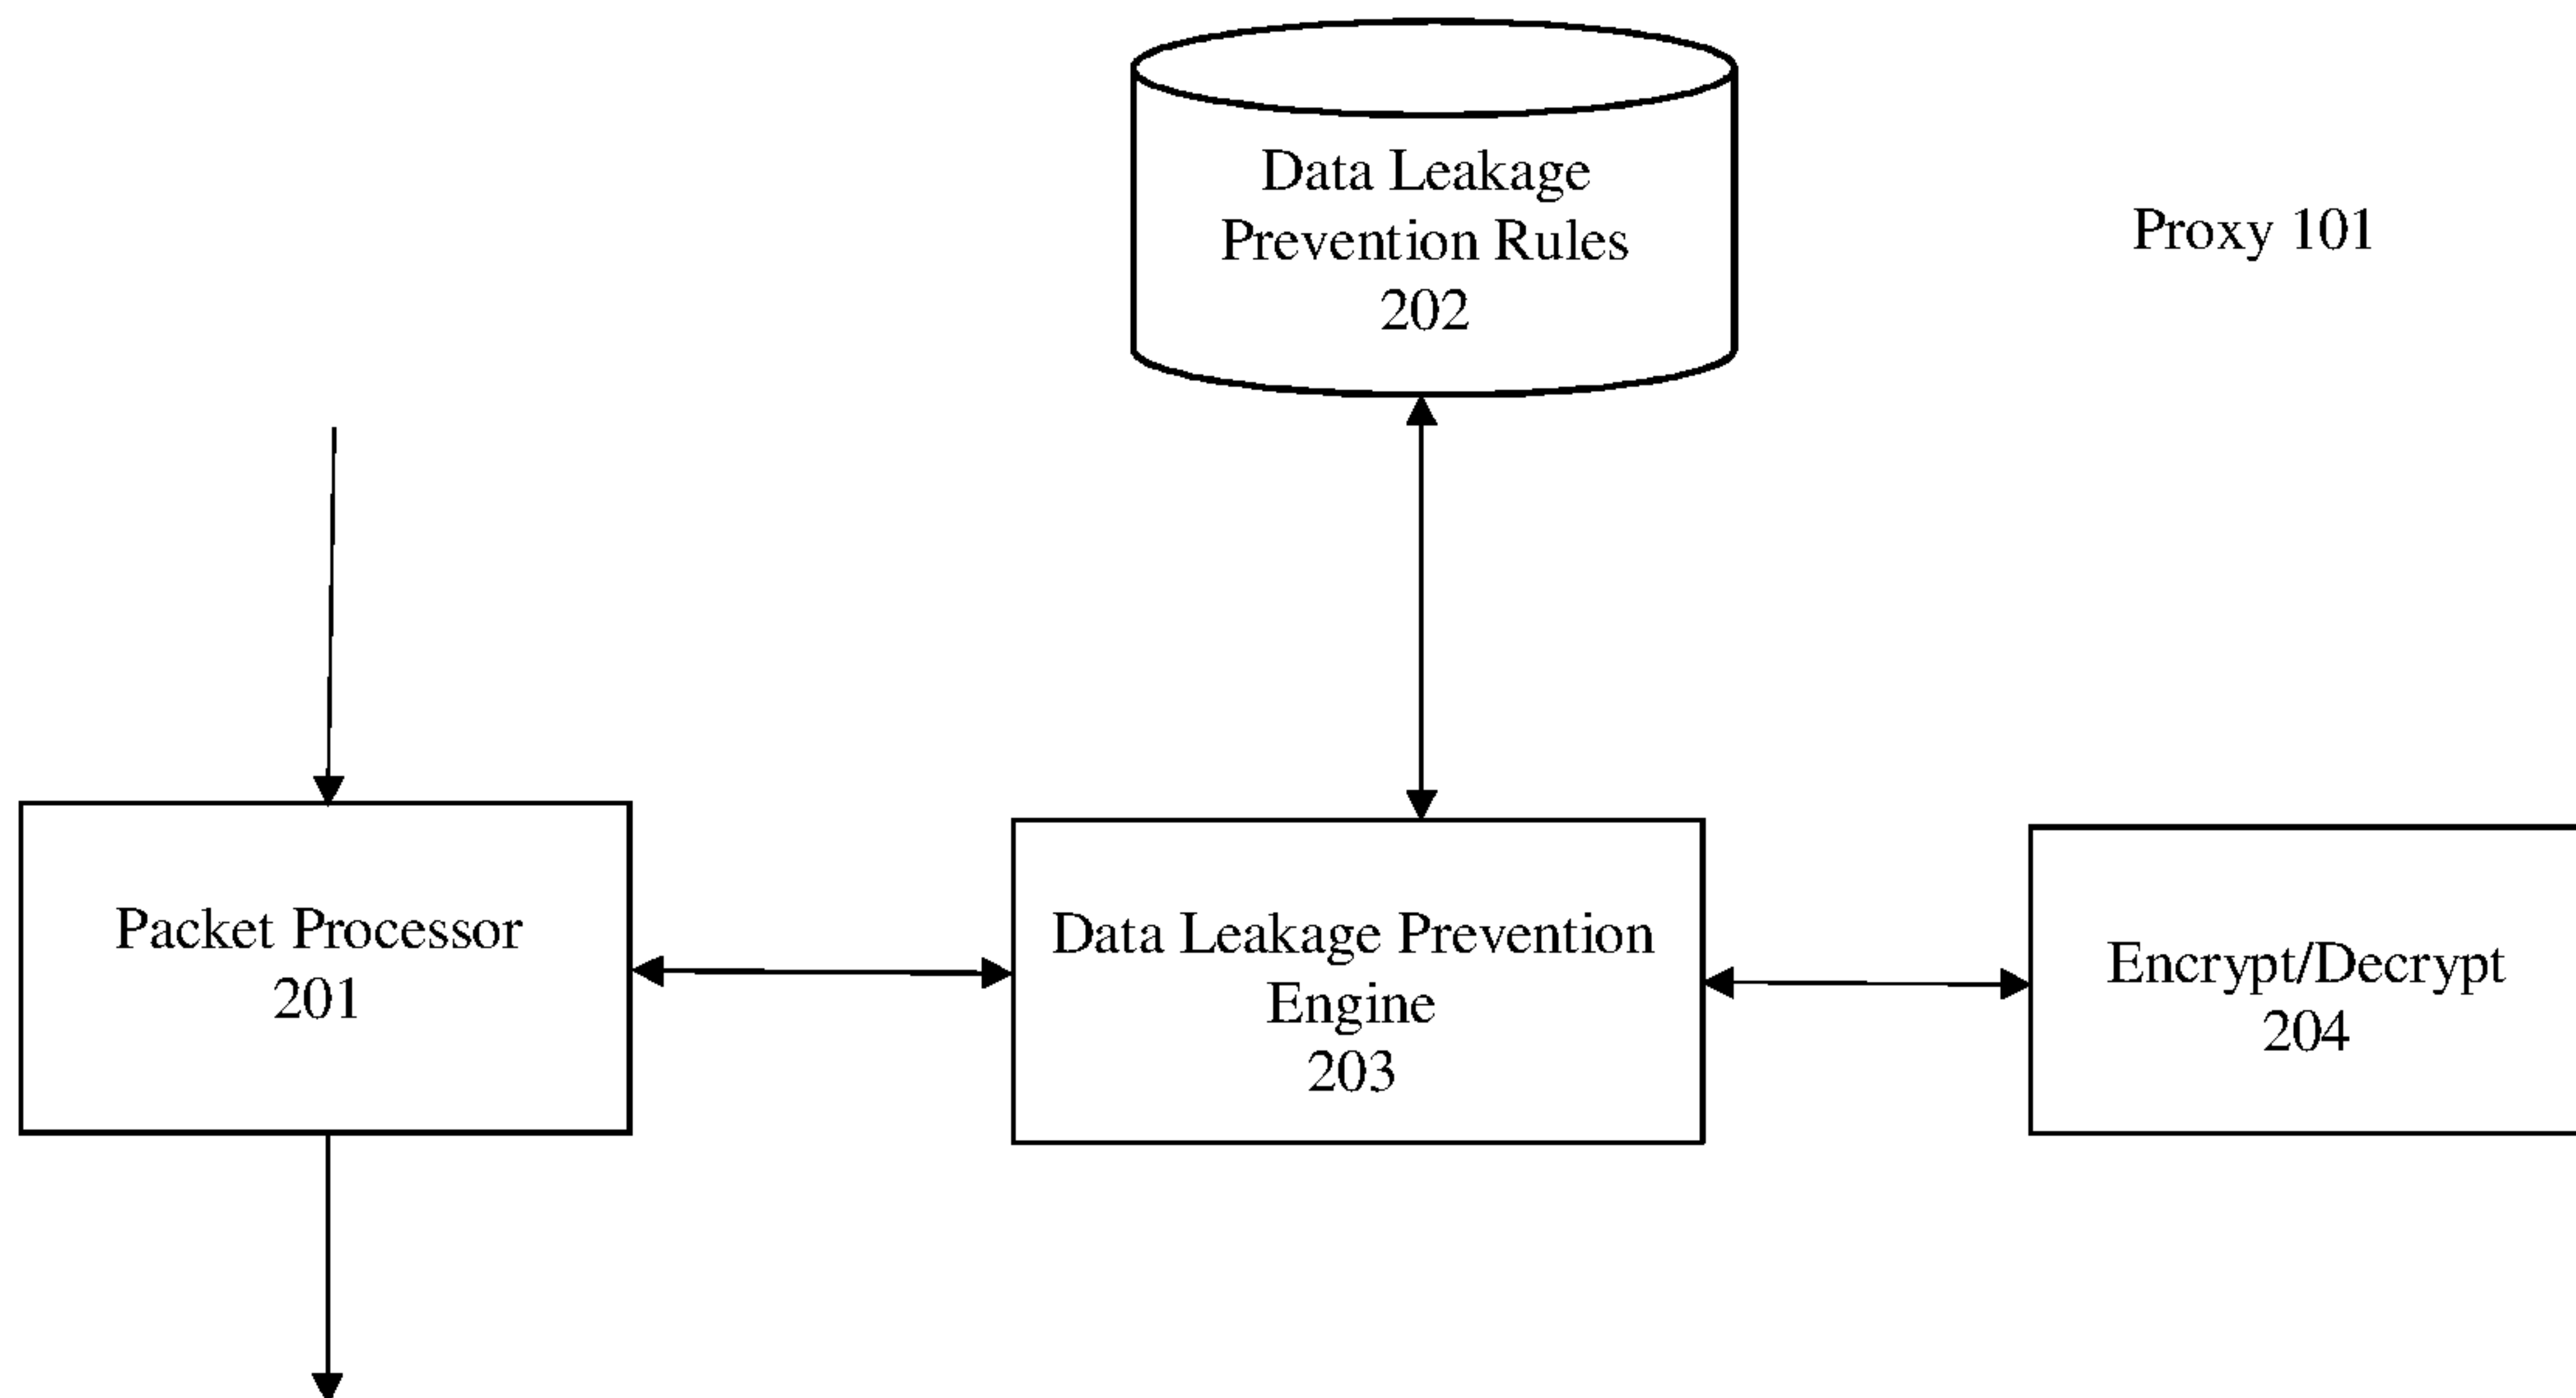 Data Leakage
Prevention Rules
202
Proxy 101
Packet Processor
201
Data Leakage Prevention
Engine
203
Encrypt/Decrypt
204